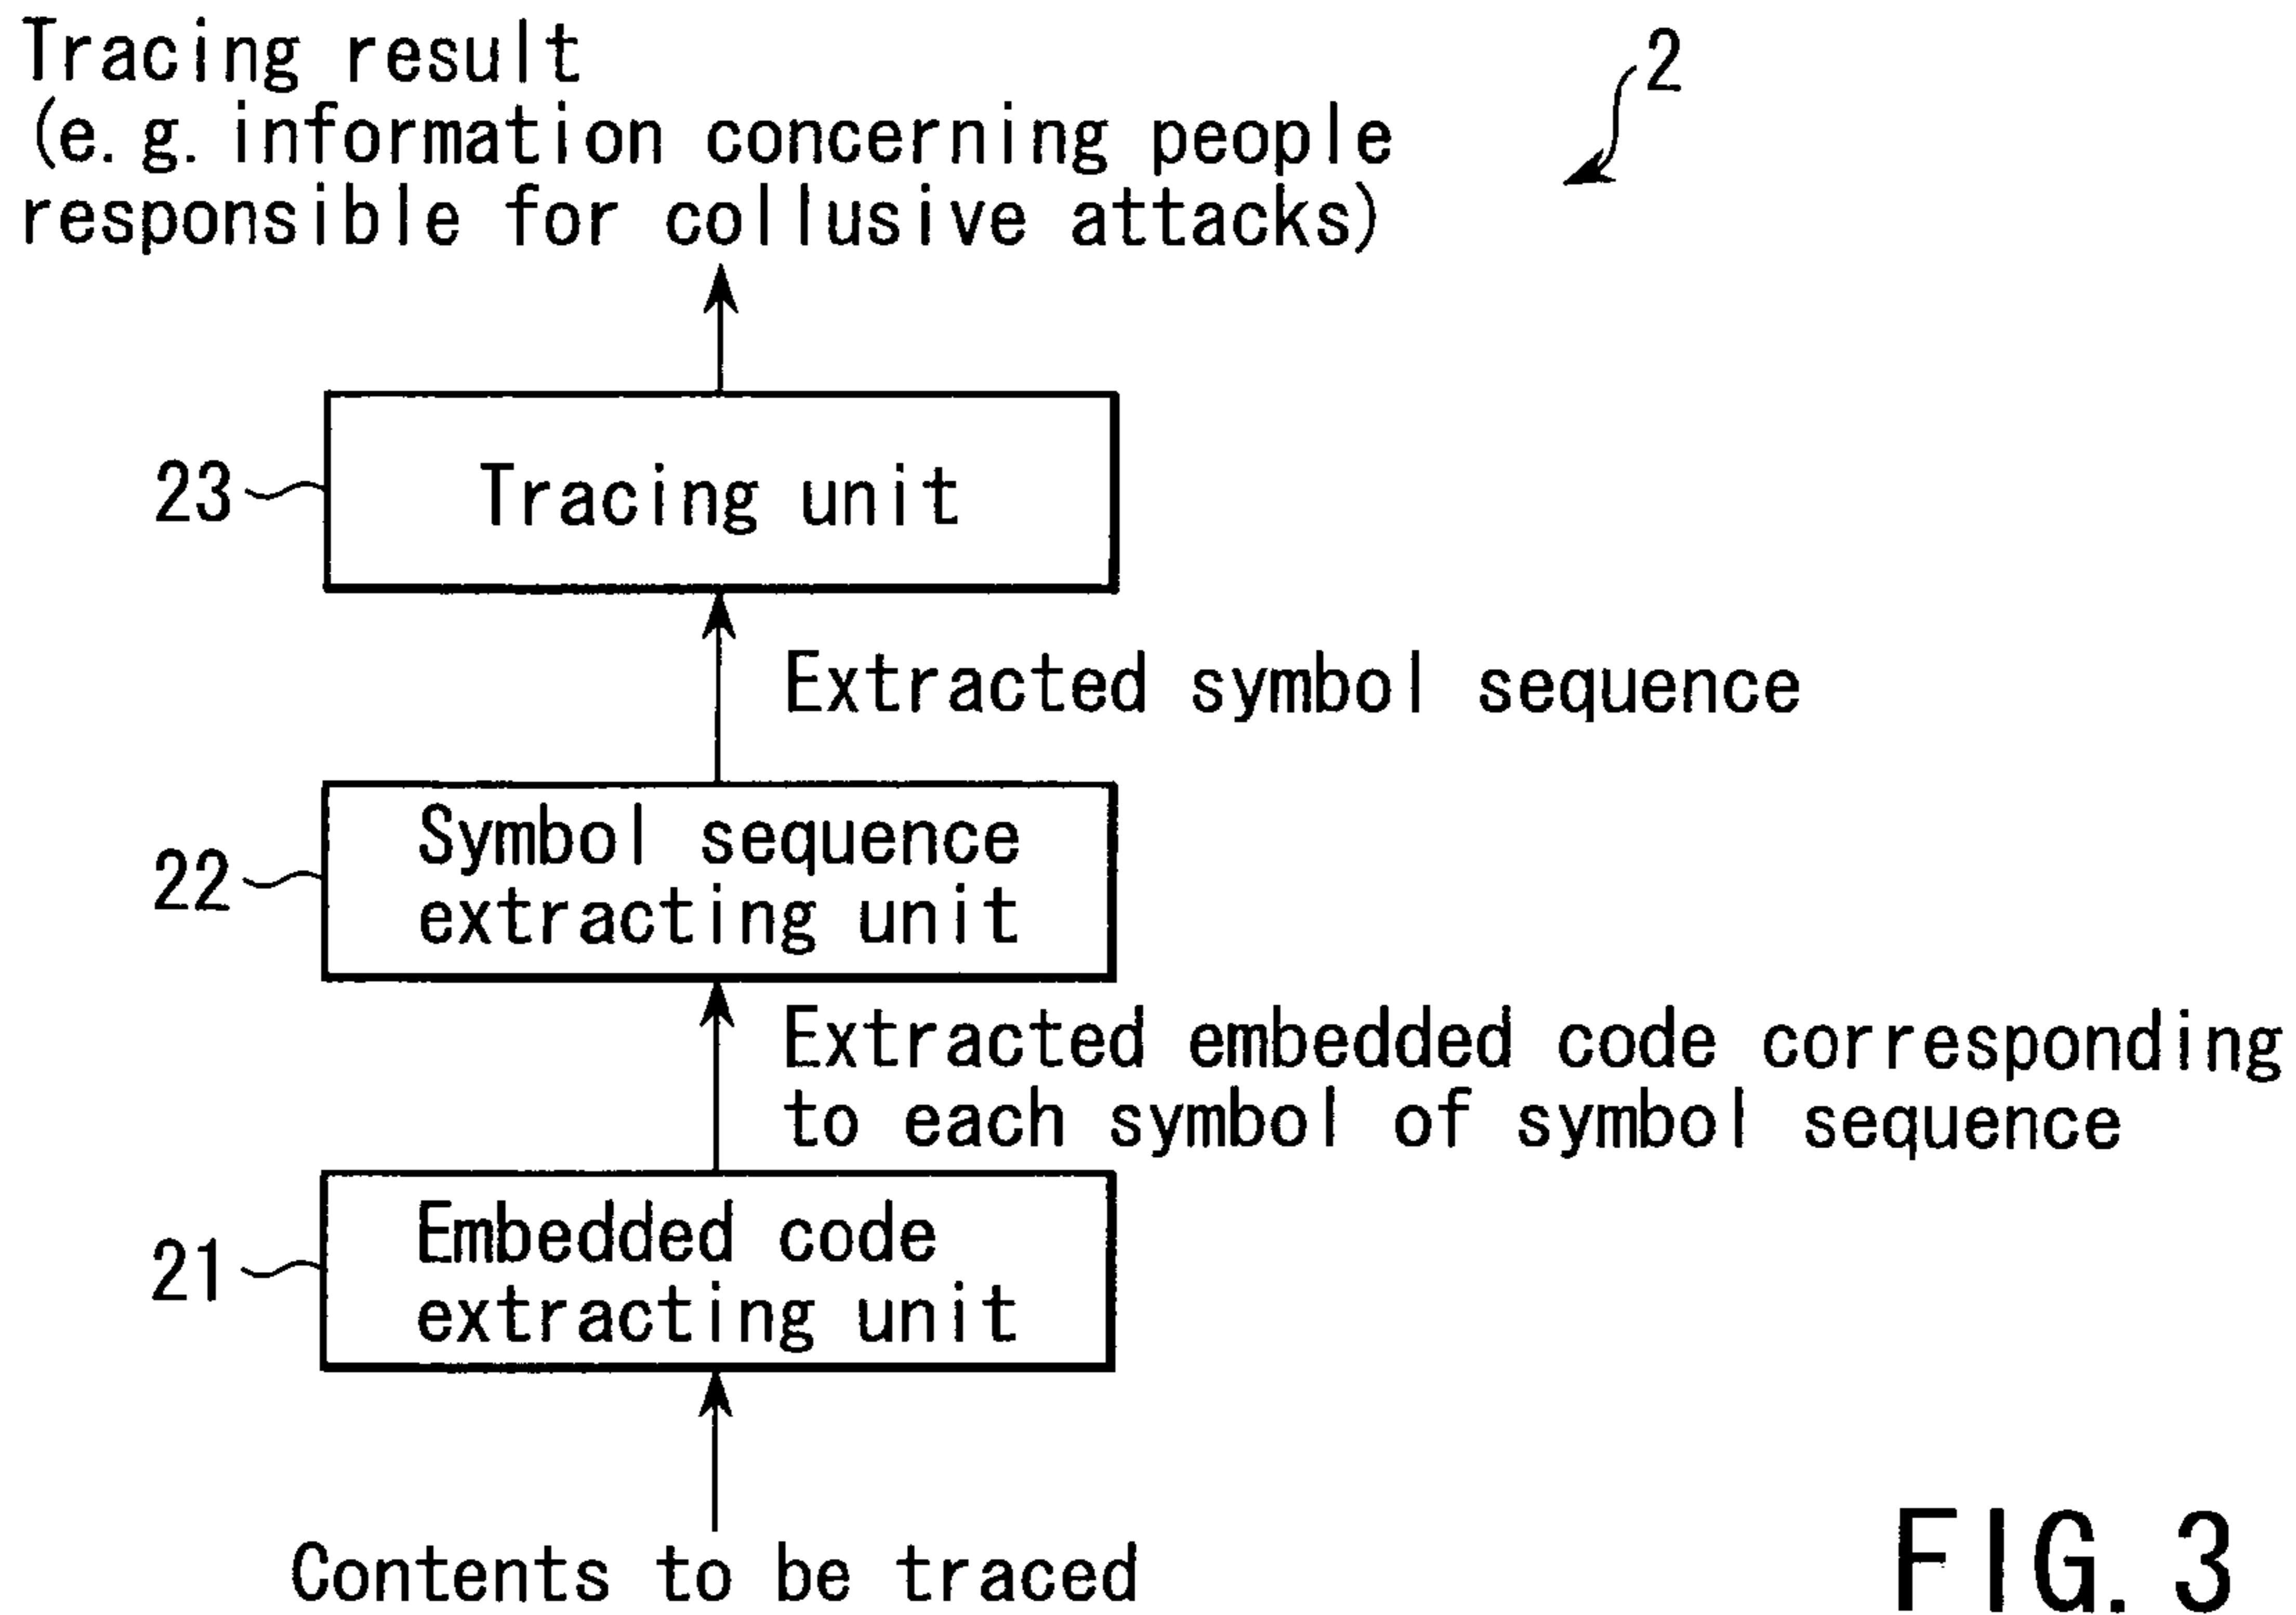 Tracing result
(e.g. information concerning people
responsible for collusive attacks)
2
23
Tracing unit
Extracted symbol sequence
22
Symbol sequence
extracting unit
Extracted embedded code corresponding
to each symbol of symbol sequence
21
Embedded code
extracting unit
Contents to be traced
FIG. 3